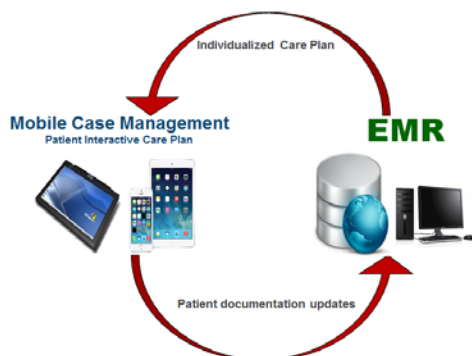 Individualized Care Plan
Mobile Case Management
Patient Interactive Care Plan
EMR
Patient documentation updates